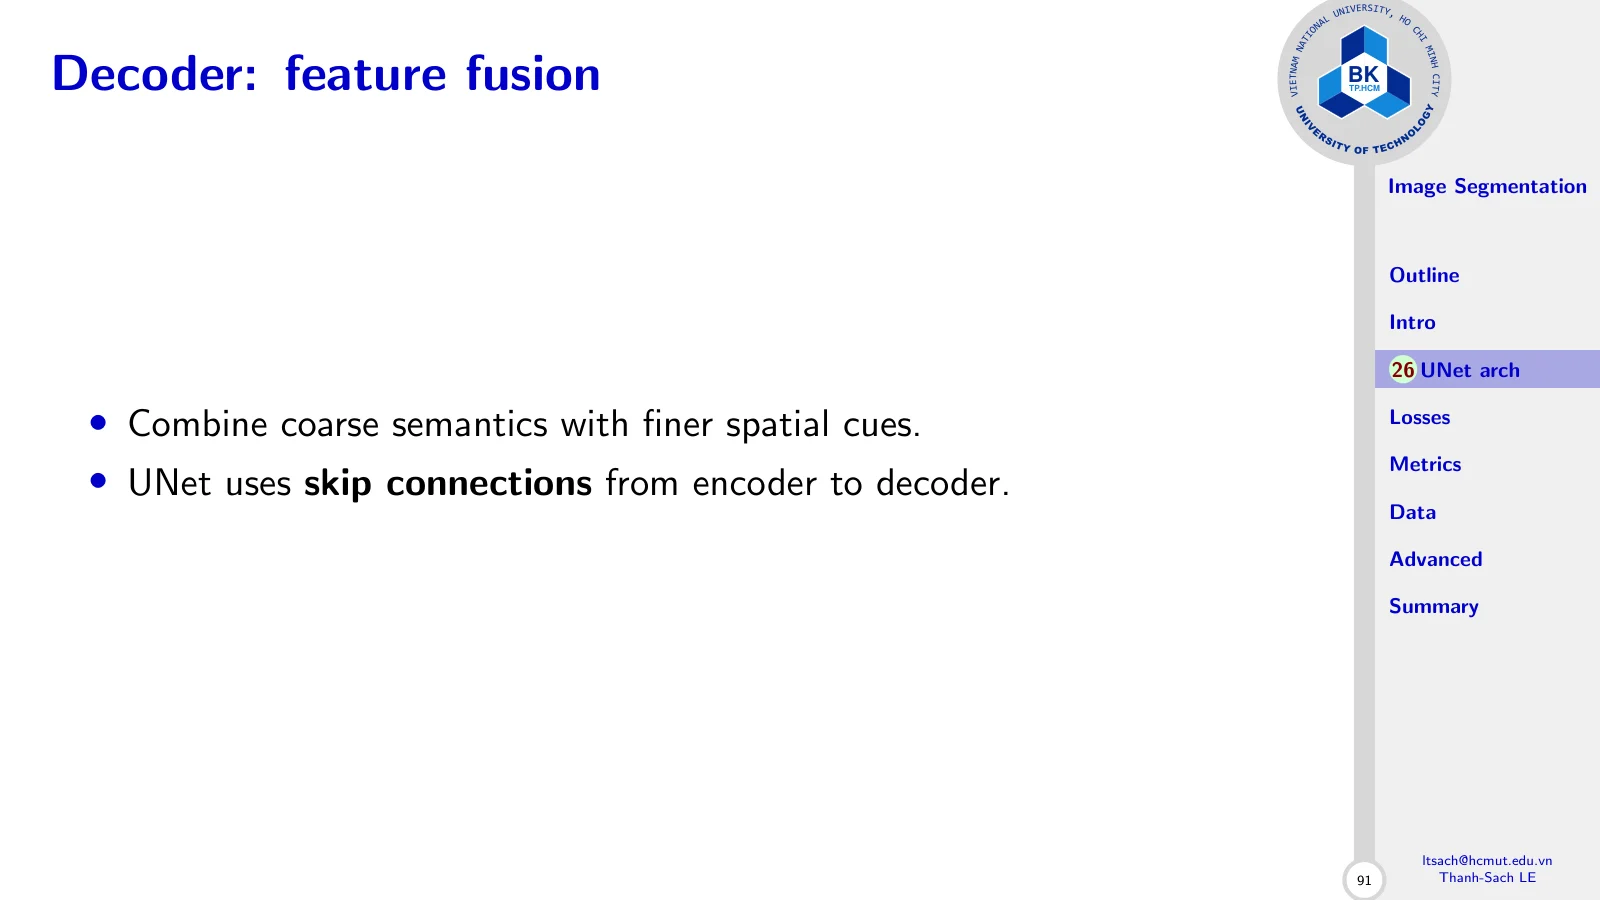 Decoder: feature fusion
VIETNAM NATIONAL UNIVERSITY, HO CHI MINH CITY
BK
TP.HCM
UNIVERSITY OF TECHNOLOGY
Image Segmentation
Outline
Intro
26 UNet arch
Losses
Metrics
Data
Advanced
Summary
• Combine coarse semantics with finer spatial cues.
• UNet uses skip connections from encoder to decoder.
ltsach@hcmut.edu.vn
Thanh-Sach LE
91